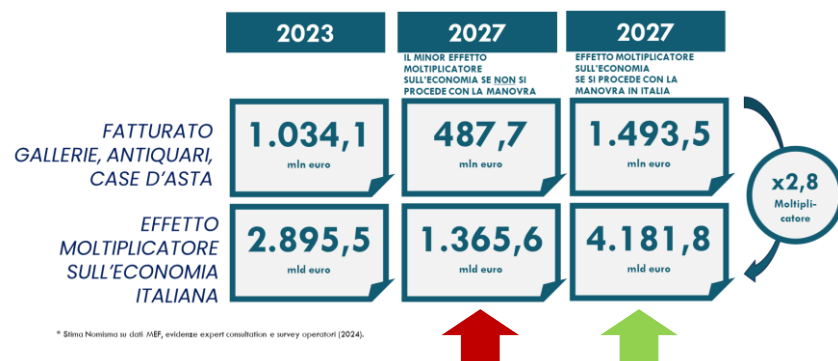 2023
2027
2027
IL MINOR EFFETTO
MOLTIPLICATORE
SULL'ECONOMIA SE NON SI
PROCEDE CON LA MANOVRA
EFFETTO MOLTIPLICATORE
SULL'ECONOMIA
SE SI PROCEDE CON LA
MANOVRA IN ITALIA
FATTURATO
GALLERIE, ANTIQUARI,
CASE D'ASTA
1.034,1
mln euro
487,7
mln euro
1.493,5
mln euro
x2,8
Moltipli-
catore
EFFETTO
MOLTIPLICATORE
SULL'ECONOMIA
ITALIANA
2.895,5
mld euro
1.365,6
mld euro
4.181,8
mld euro
* Stima Nomisma su dati MEF, evidenze expert consultation e survey operatori (2024).